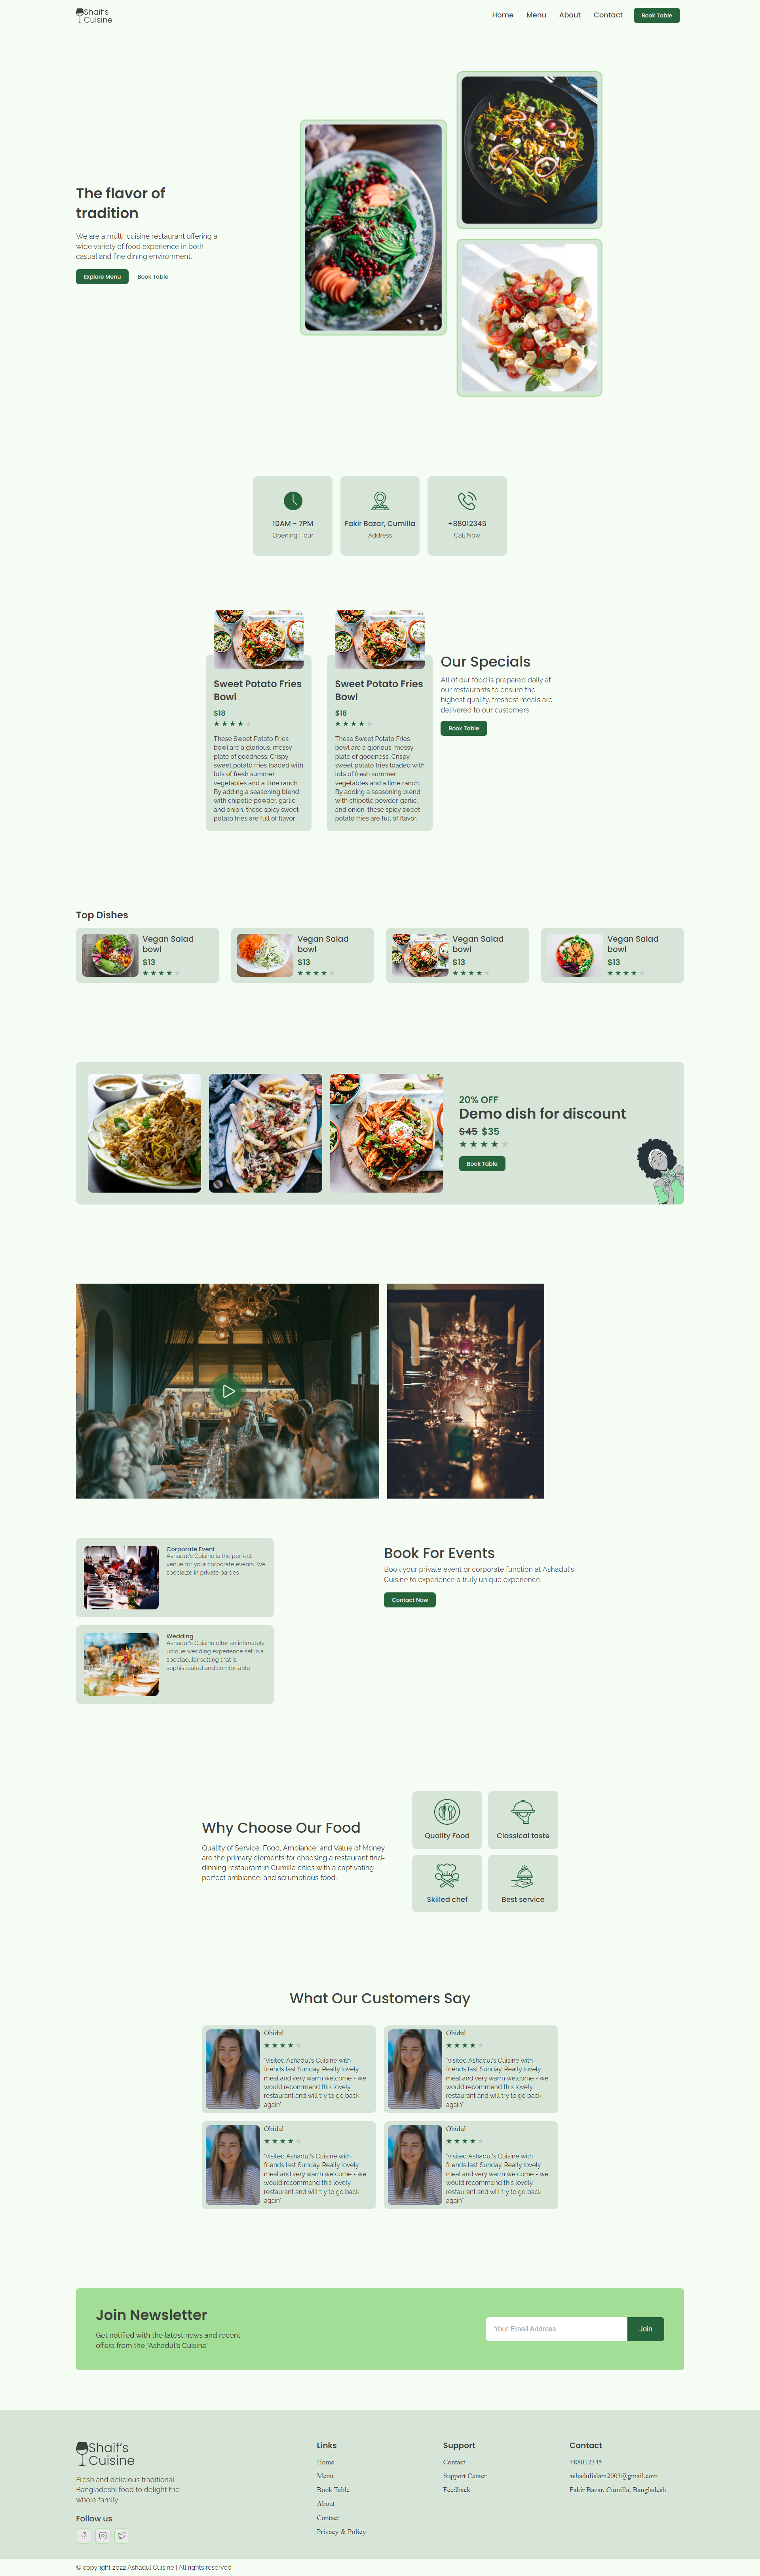 Shaif's
Cuisine
Home
Menu
About
Contact
Book Table
The flavor of
tradition
We are a multi-cuisine restaurant offering a
wide variety of food experience in both
casual and fine dining environment.
Explore Menu
Book Table
10AM - 7PM
Opening Hour
Fakir Bazar, Cumilla
Address
+88012345
Call Now
Sweet Potato Fries
Bowl
$18
These Sweet Potato Fries
bowl are a glorious, messy
plate of goodness. Crispy
sweet potato fries loaded with
lots of fresh summer
vegetables and a lime ranch.
By adding a seasoning blend
with chipotle powder, garlic,
and onion, these spicy sweet
potato fries are full of flavor.
Sweet Potato Fries
Bowl
$18
These Sweet Potato Fries
bowl are a glorious, messy
plate of goodness. Crispy
sweet potato fries loaded with
lots of fresh summer
vegetables and a lime ranch.
By adding a seasoning blend
with chipotle powder, garlic,
and onion, these spicy sweet
potato fries are full of flavor.
Our Specials
All of our food is prepared daily at
our restaurants to ensure the
highest quality, freshest meals are
delivered to our customers
Book Table
Top Dishes
Vegan Salad
bowl
$13
Vegan Salad
bowl
$13
Vegan Salad
bowl
$13
Vegan Salad
bowl
$13
20% OFF
Demo dish for discount
$45 $35
Book Table
Corporate Event
Ashadul's Cuisine is the perfect
venue for your corporate events. We
specialze in private parties
Wedding
Ashadul's Cuisine offer an intimately
unique wedding experience set in a
spectacular setting that is
sophisticated and comfortable.
Book For Events
Book your private event or corporate function at Ashadul's
Cuisine to experience a truly unique experience.
Contact Now
Why Choose Our Food
Quality of Service, Food, Ambiance, and Value of Money
are the primary elements for choosing a restaurant find-
dinning restaurant in Cumilla cities with a captivating
perfect ambiance, and scrumptious food.
Quality Food
Classical taste
Skilled chef
Best service
What Our Customers Say
Obidul
"visited Ashadul's Cuisine with
friends last Sunday. Really lovely
meal and very warm welcome - we
would recommend this lovely
restaurant and will try to go back
again"
Obidul
"visited Ashadul's Cuisine with
friends last Sunday. Really lovely
meal and very warm welcome - we
would recommend this lovely
restaurant and will try to go back
again"
Obidul
"visited Ashadul's Cuisine with
friends last Sunday. Really lovely
meal and very warm welcome - we
would recommend this lovely
restaurant and will try to go back
again"
Obidul
"visited Ashadul's Cuisine with
friends last Sunday. Really lovely
meal and very warm welcome - we
would recommend this lovely
restaurant and will try to go back
again"
Join Newsletter
Get notified with the latest news and recent
offers from the "Ashadul's Cuisine"
Your Email Address
Join
Shaif's
Cuisine
Fresh and delicious traditional
Bangladeshi food to delight the
whole family.
Follow us
Links
Home
Menu
Book Table
About
Contact
Privacy & Policy
Support
Contact
Support Center
Feedback
Contact
+88012345
ashadulislam2003@gmail.com
Fakir Bazar, Cumilla, Bangladesh
© copyright 2022 Ashadul Cuisine | All rights reserved